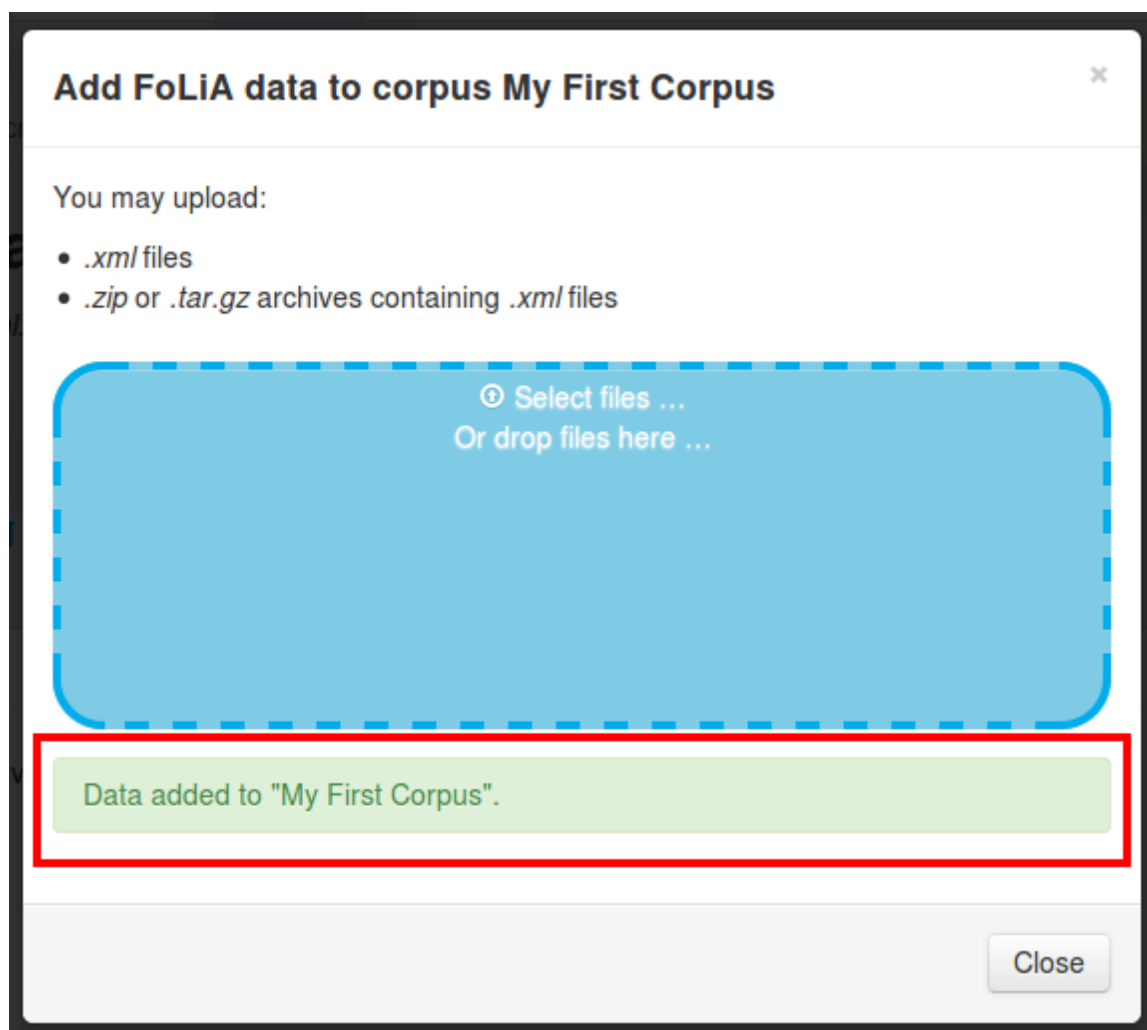 Add FoLiA data to corpus My First Corpus
×
You may upload:
• .xml files
• .zip or .tar.gz archives containing .xml files
Select files ...
Or drop files here ...
Data added to "My First Corpus".
Close